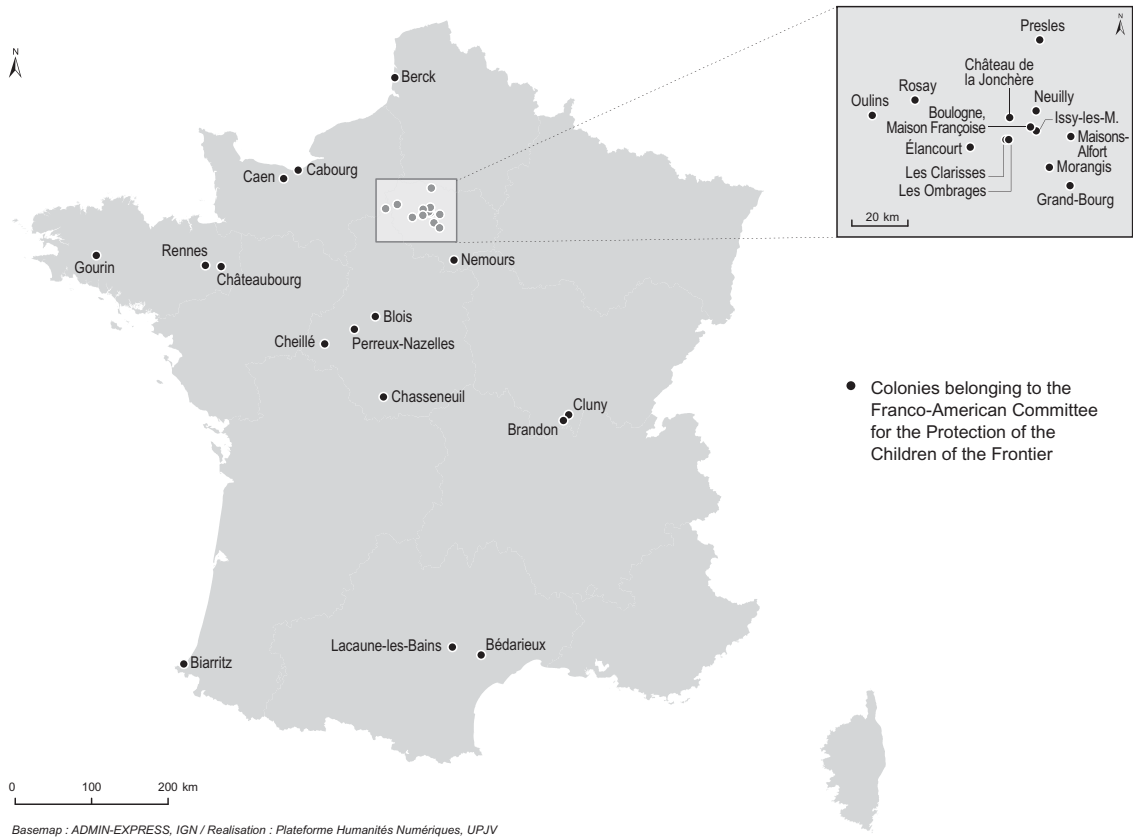 N
Berck
Caen
Cabourg
Gourin
Rennes
Châteaubourg
Nemours
Blois
Cheillé
Perreux-Nazelles
Chasseneuil
Cluny
Brandon
Lacaune-les-Bains
Bédarieux
Biarritz
0 100 200 km
Basemap : ADMIN-EXPRESS, IGN / Realisation : Plateforme Humanités Numériques, UPJV
N
Presles
Château de
la Jonchère
Rosay
Oulins
Neuilly
Boulogne,
Maison Françoise
Issy-les-M.
Maisons-
Alfort
Élancourt
Morangis
Les Clarisses
Les Ombrages
Grand-Bourg
20 km
Colonies belonging to the
Franco-American Committee
for the Protection of the
Children of the Frontier